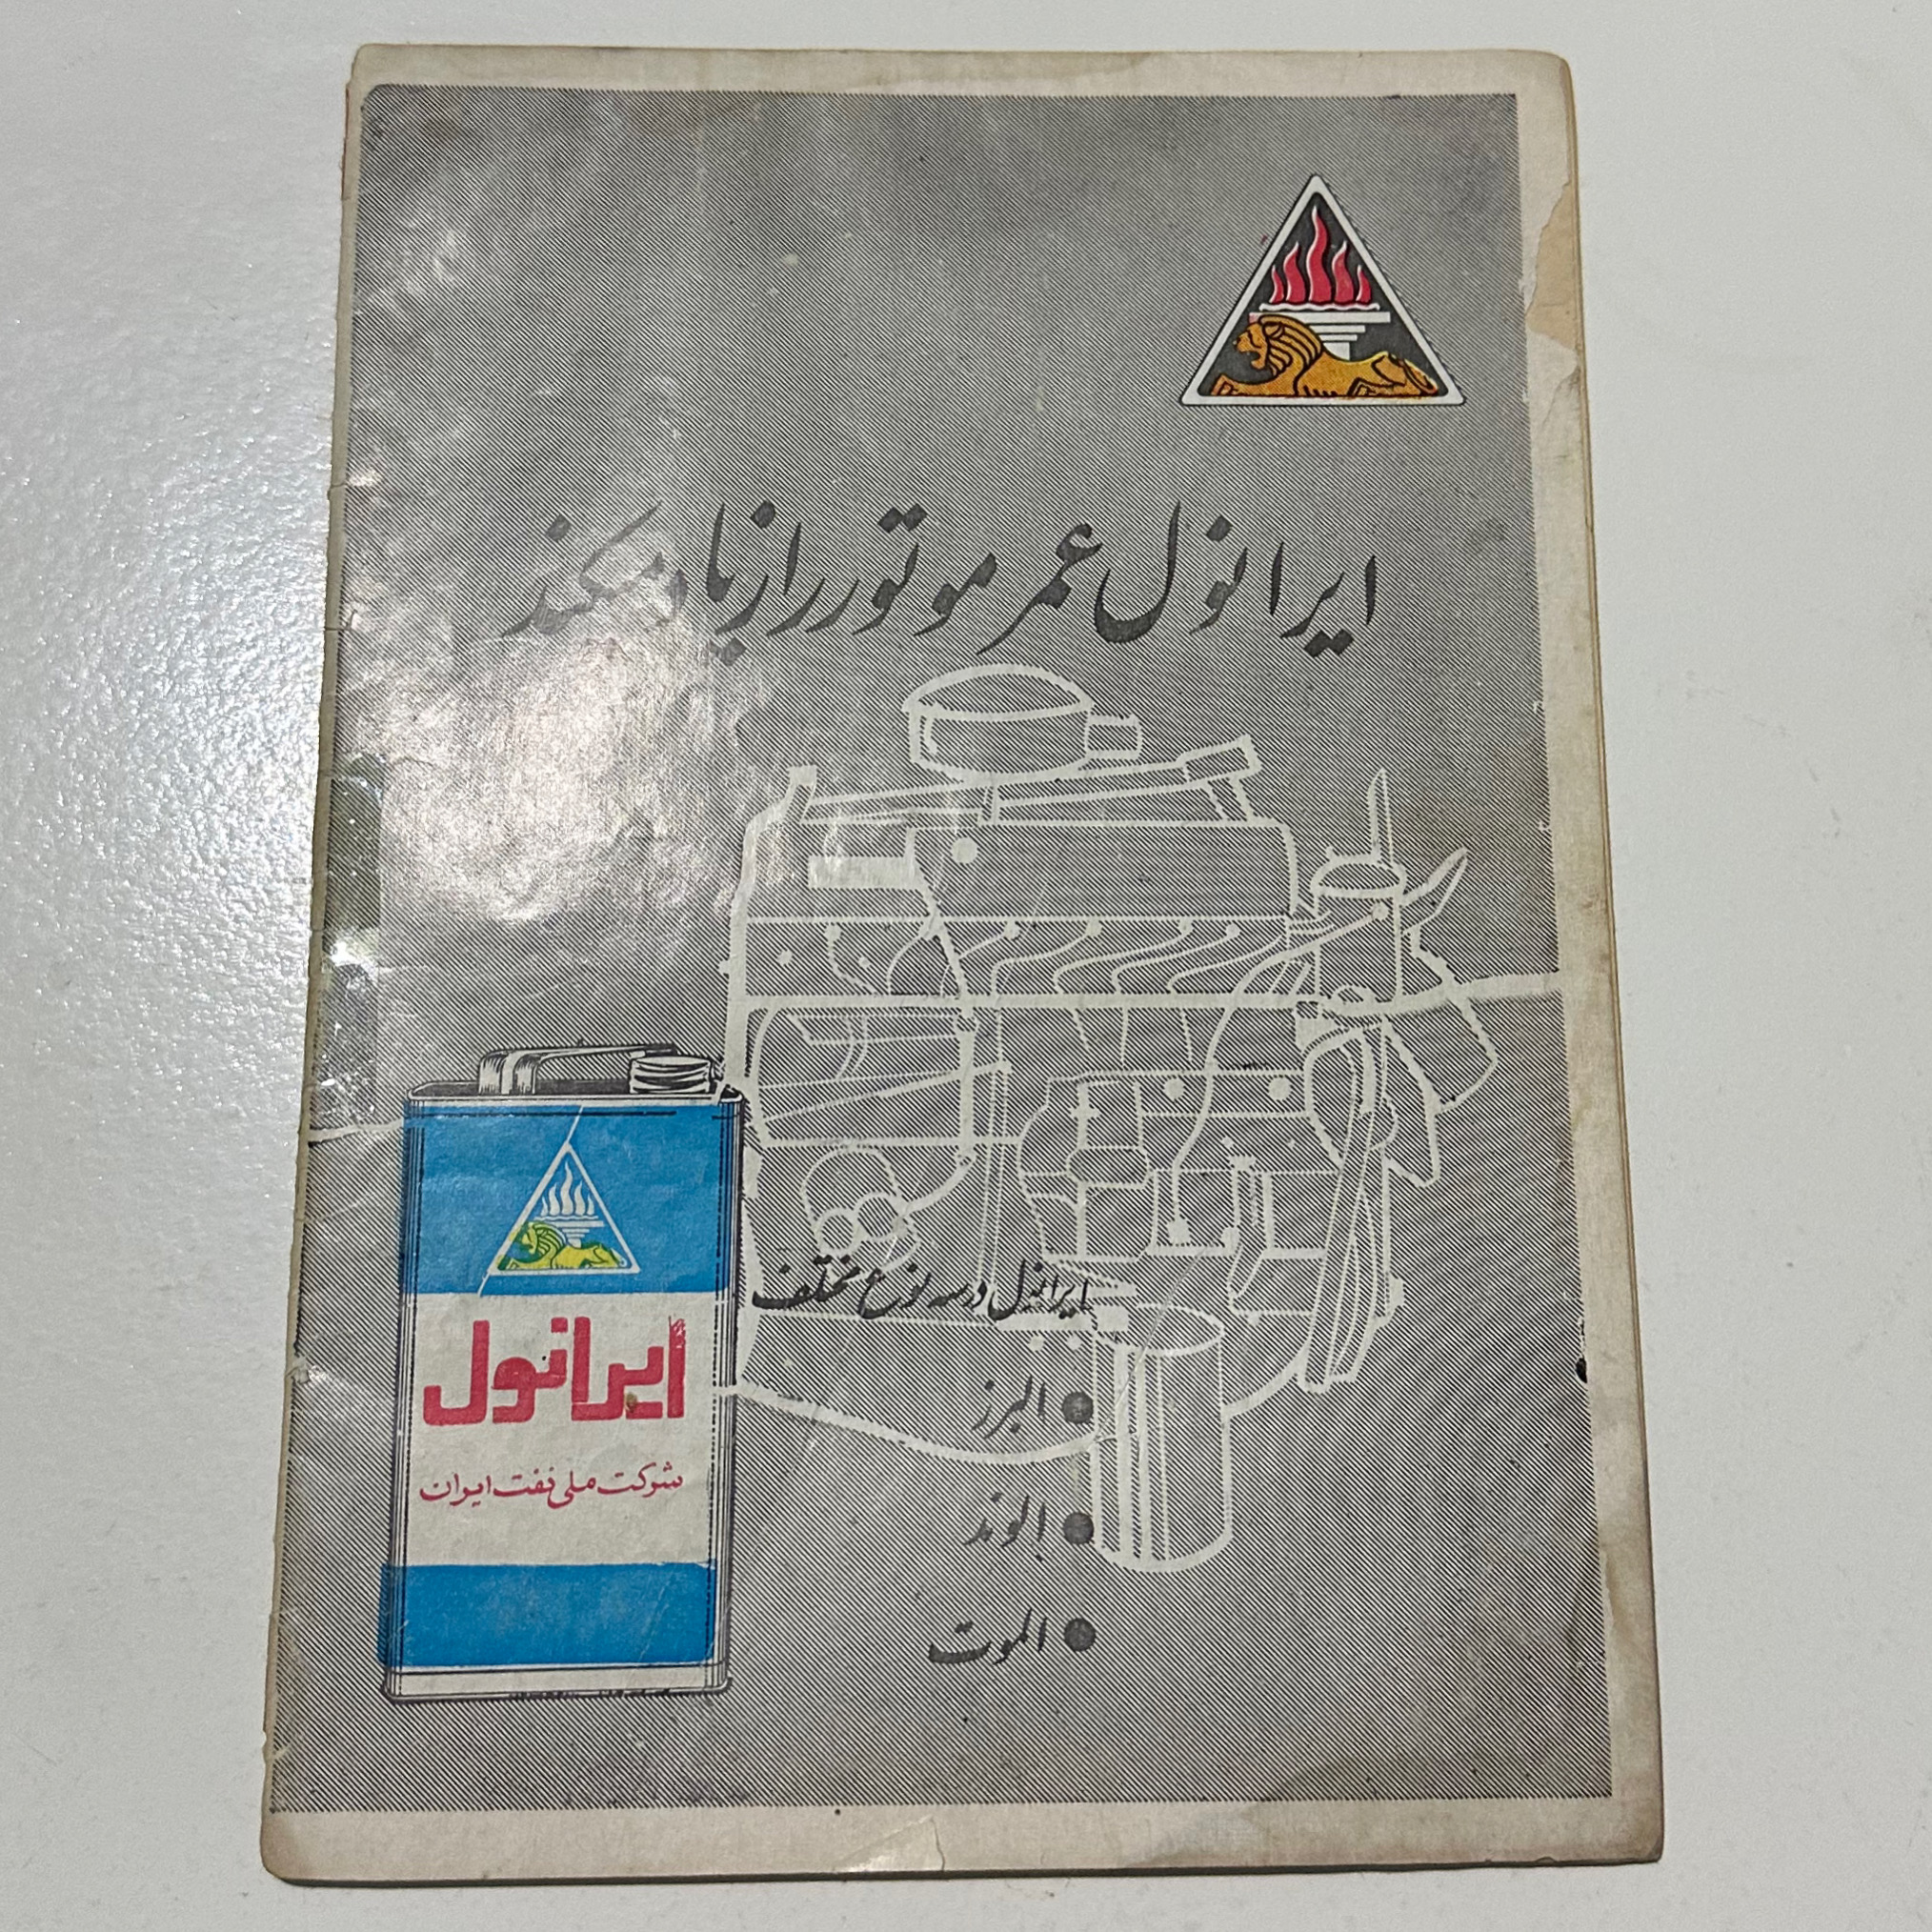 ایرانول عمر موتور را زیاد میکند
ایرانول در سه نوع مختلف
● البرز
● الوند
● الموت
ایرانول
شرکت ملی نفت ایران